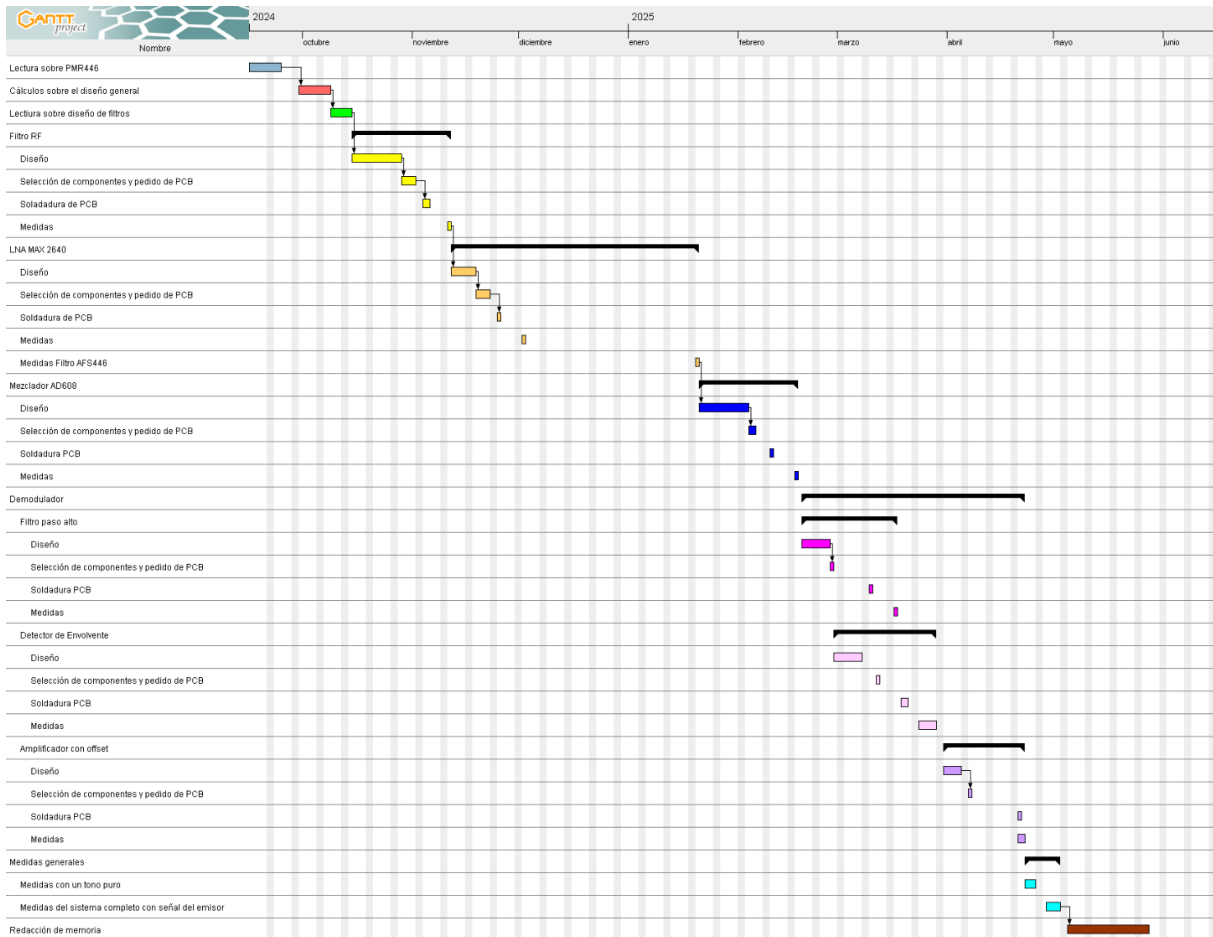 GANTT
project
2024
2025
Nombre
octubre
noviembre
diciembre
enero
febrero
marzo
abril
mayo
junio
Lectura sobre PMR446
Cálculos sobre el diseño general
Lectiura sobre diseño de filtros
Filtro RF
Diseño
Selección de componentes y pedido de PCB
Soladadura de PCB
Medidas
LNA MAX 2640
Diseño
Selección de componentes y pedido de PCB
Soldadura de PCB
Medidas
Medidas Filtro AFS446
Mezclador AD608
Diseño
Selección de componentes y pedido de PCB
Soldadura PCB
Medidas
Demodulador
Filtro paso alto
Diseño
Selección de componentes y pedido de PCB
Soldadura PCB
Medidas
Detector de Envolvente
Diseño
Selección de componentes y pedido de PCB
Soldadura PCB
Medidas
Amplificador con offset
Diseño
Selección de componentes y pedido de PCB
Soldadura PCB
Medidas
Medidas generales
Medidas con un tono puro
Medidas del sistema completo con señal del emisor
Redacción de memoria